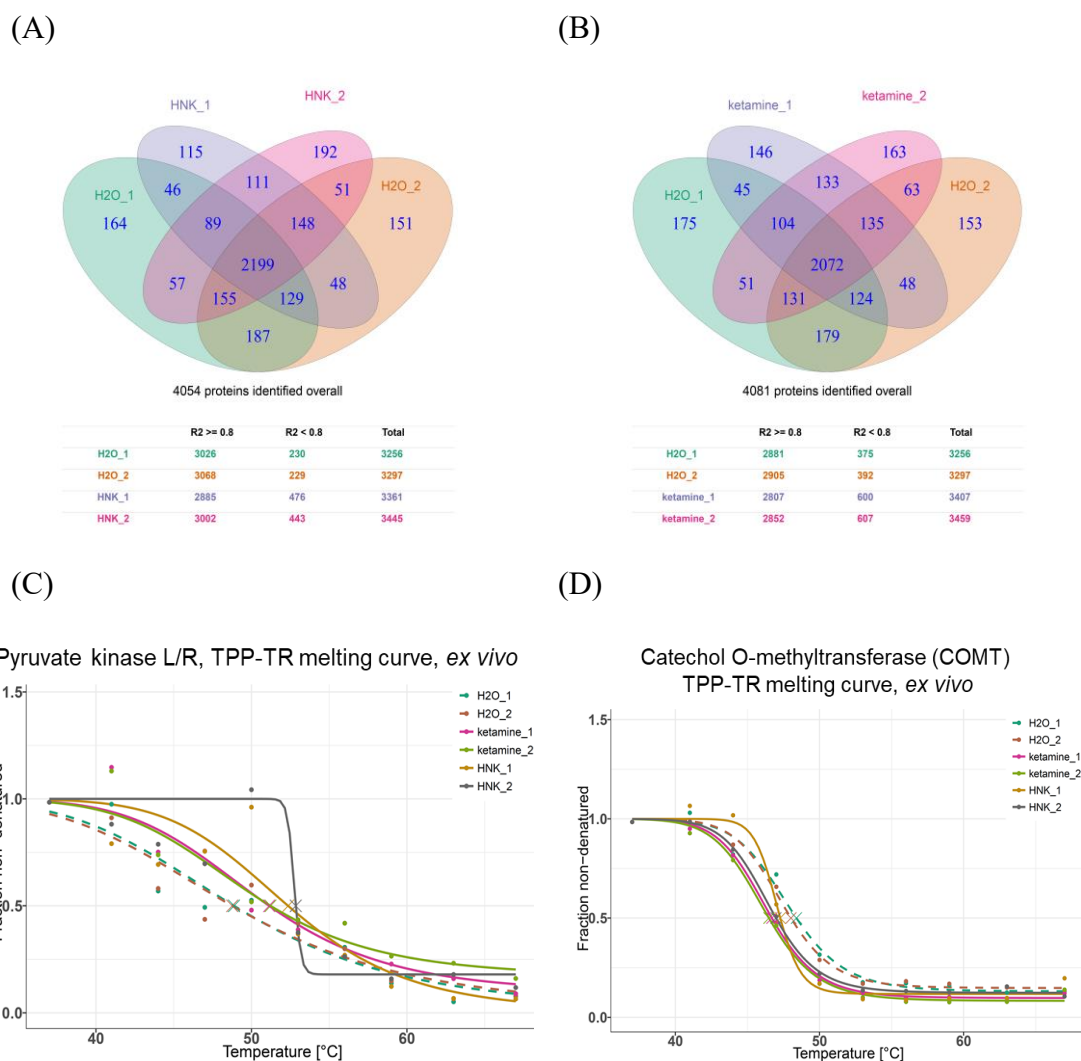 (A)
(B)
HNK_1
HNK_2
H2O_1
H2O_2
115
192
46
111
51
164
89
148
151
2199
57
155
129
48
187
4054 proteins identified overall
R2 >= 0.8 R2 < 0.8 Total
H2O_1 3026 230 3256
H2O_2 3068 229 3297
HNK_1 2885 476 3361
HNK_2 3002 443 3445
ketamine_1
ketamine_2
H2O_1
H2O_2
146
163
45
133
63
175
104
135
153
2072
51
131
124
48
179
4081 proteins identified overall
R2 >= 0.8 R2 < 0.8 Total
H2O_1 2881 375 3256
H2O_2 2905 392 3297
ketamine_1 2807 600 3407
ketamine_2 2852 607 3459
(C)
(D)
Pyruvate kinase L/R, TPP-TR melting curve, ex vivo
1.5
1.0
0.5
0.0
40 50 60
Temperature [°C]
H2O_1
H2O_2
ketamine_1
ketamine_2
HNK_1
HNK_2
Catechol O-methyltransferase (COMT)
TPP-TR melting curve, ex vivo
Fraction non-denatured
1.5
1.0
0.5
0.0
40 50 60
Temperature [°C]
H2O_1
H2O_2
ketamine_1
ketamine_2
HNK_1
HNK_2